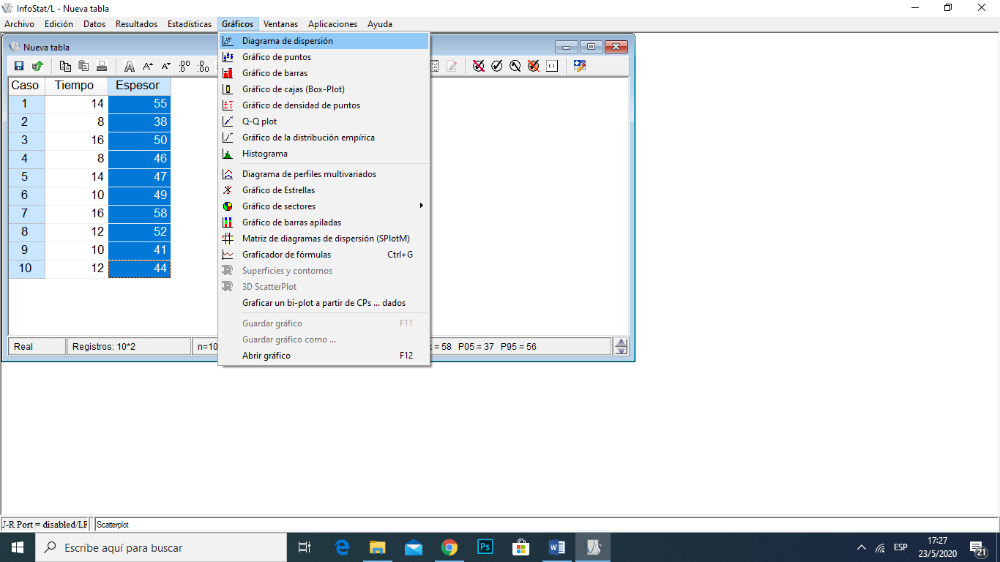 InfoStat/L - Nueva tabla
Archivo Edición Datos Resultados Estadísticas Gráficos Ventanas Aplicaciones Ayuda
Nueva tabla
Caso Tiempo Espesor
1 14 55
2 8 38
3 16 50
4 8 46
5 14 47
6 10 49
7 16 58
8 12 52
9 10 41
10 12 44
Real Registros: 10*2 n=10
= 58 P05 = 37 P95 = 56
Diagrama de dispersión
Gráfico de puntos
Gráfico de barras
Gráfico de cajas (Box-Plot)
Gráfico de densidad de puntos
Q-Q plot
Gráfico de la distribución empírica
Histograma
Diagrama de perfiles multivariados
Gráfico de Estrellas
Gráfico de sectores
Gráfico de barras apiladas
Matriz de diagramas de dispersión (SPlotM)
Graficador de fórmulas Ctrl+G
Superficies y contornos
3D ScatterPlot
Graficar un bi-plot a partir de CPs ... dados
Guardar gráfico F11
Guardar gráfico como ...
Abrir gráfico F12
J-R Port = disabled/LF Scatterplot
Escribe aquí para buscar
Ps
ESP
17:27
23/5/2020
21